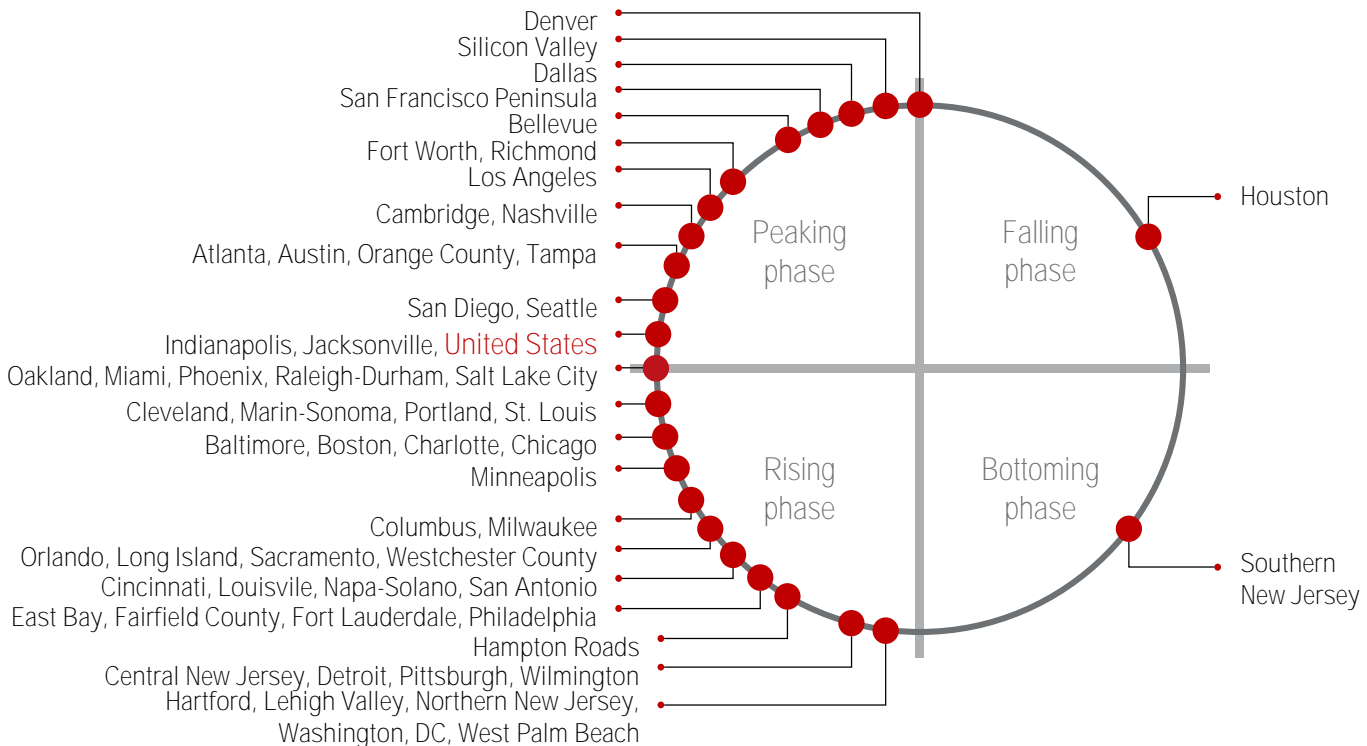 Denver
Silicon Valley
Dallas
San Francisco Peninsula
Bellevue
Fort Worth, Richmond
Los Angeles
Cambridge, Nashville
Atlanta, Austin, Orange County, Tampa
San Diego, Seattle
Indianapolis, Jacksonville, United States
Oakland, Miami, Phoenix, Raleigh-Durham, Salt Lake City
Cleveland, Marin-Sonoma, Portland, St. Louis
Baltimore, Boston, Charlotte, Chicago
Minneapolis
Columbus, Milwaukee
Orlando, Long Island, Sacramento, Westchester County
Cincinnati, Louisvile, Napa-Solano, San Antonio
East Bay, Fairfield County, Fort Lauderdale, Philadelphia
Hampton Roads
Central New Jersey, Detroit, Pittsburgh, Wilmington
Hartford, Lehigh Valley, Northern New Jersey,
Washington, DC, West Palm Beach
Peaking
phase
Falling
phase
Rising
phase
Bottoming
phase
Houston
Southern
New Jersey